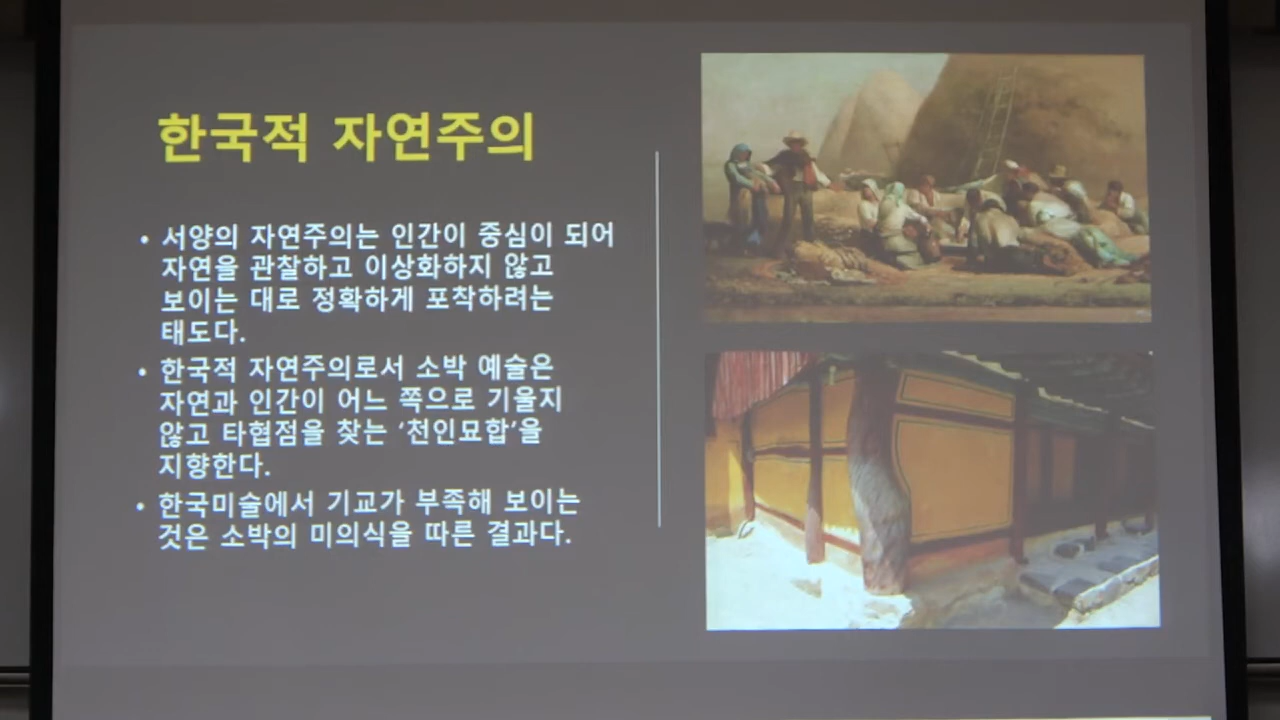 한국적 자연주의
• 서양의 자연주의는 인간이 중심이 되어
자연을 관찰하고 이상화하지 않고
보이는 대로 정확하게 포착하려는
태도다.
• 한국적 자연주의로서 소박 예술은
자연과 인간이 어느 쪽으로 기울지
않고 타협점을 찾는 ‘천인묘합’을
지향한다.
• 한국미술에서 기교가 부족해 보이는
것은 소박의 미의식을 따른 결과다.